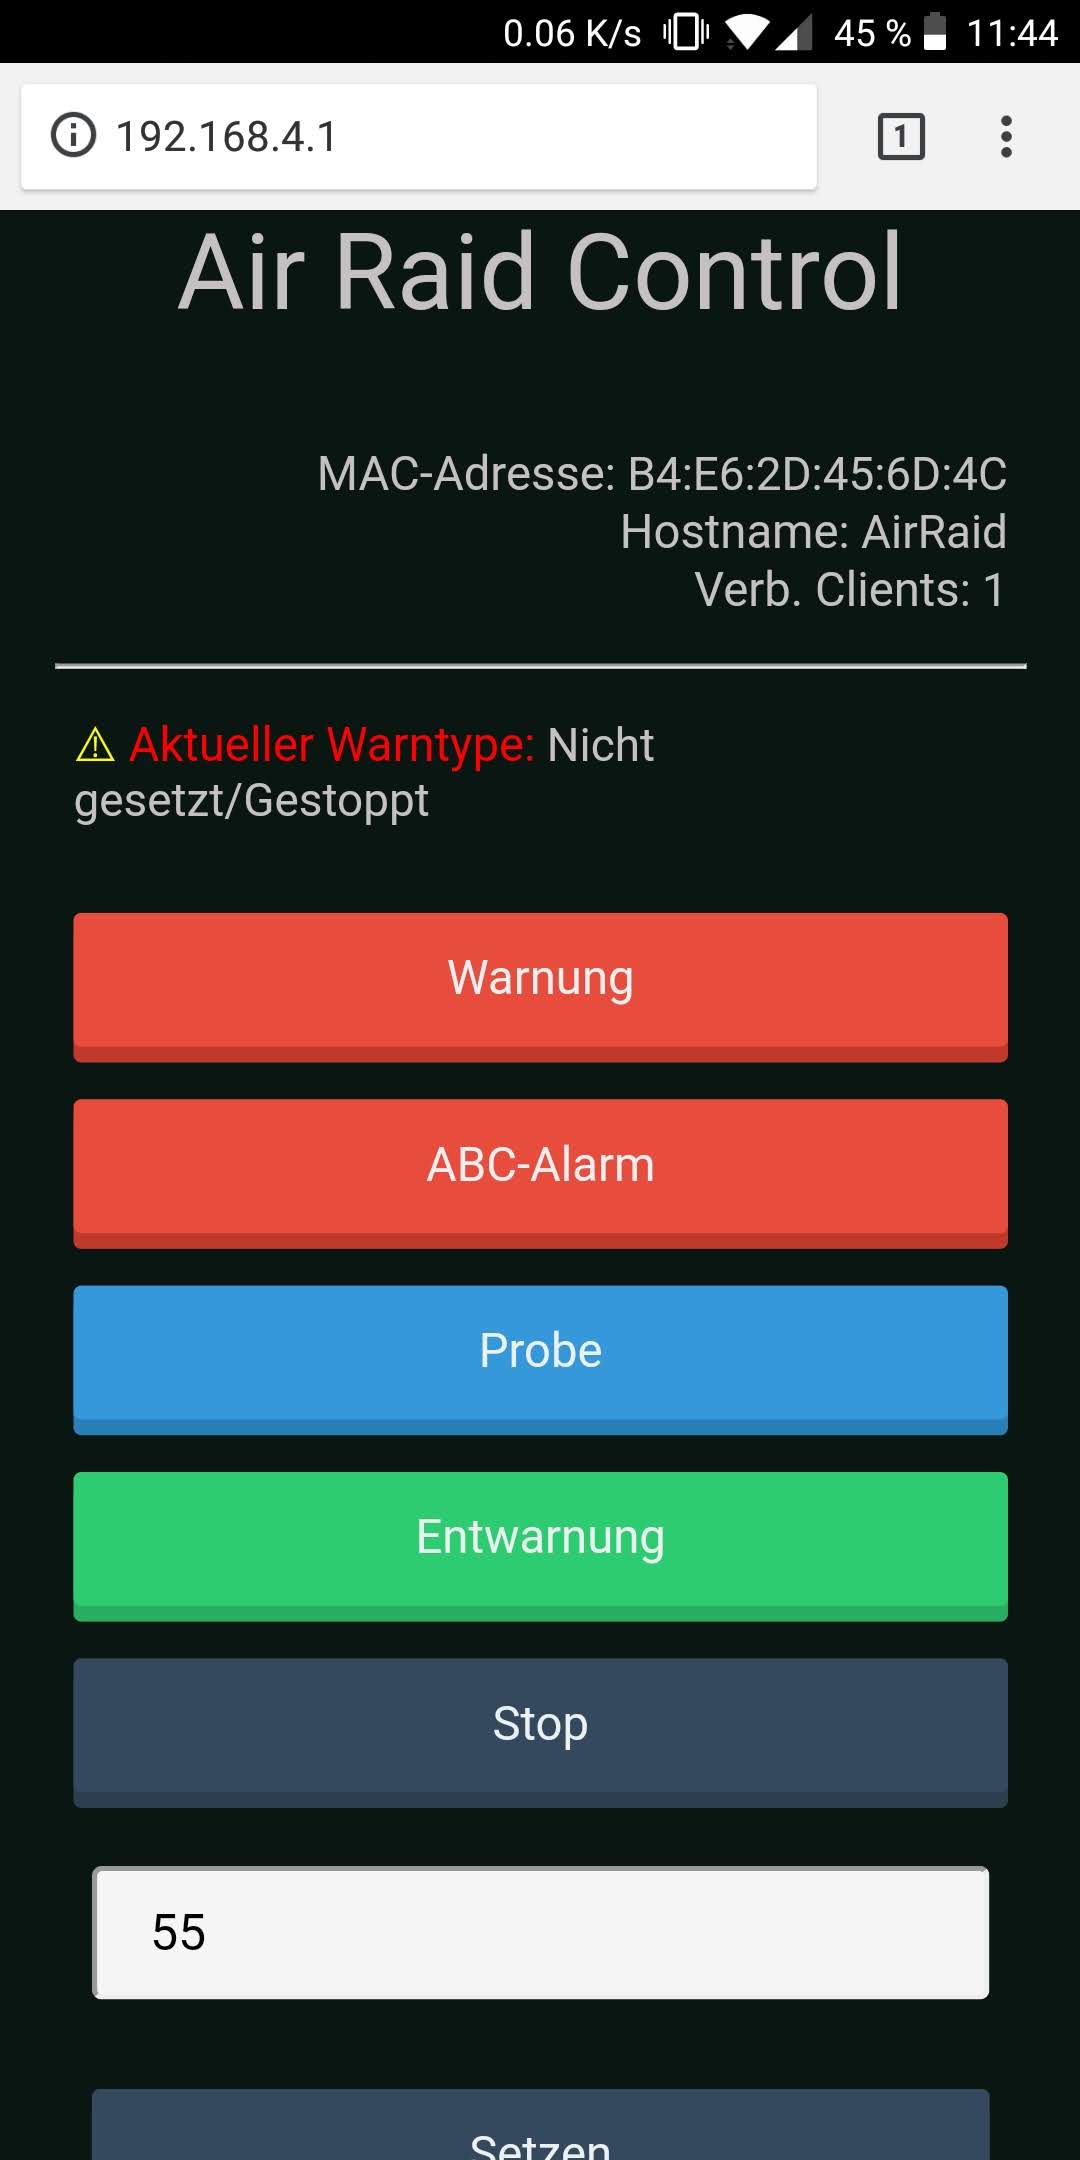 0.06 K/s 45 % 11:44
192.168.4.1 1
Air Raid Control
MAC-Adresse: B4:E6:2D:45:6D:4C
Hostname: AirRaid
Verb. Clients: 1
⚠ Aktueller Warntype: Nicht
gesetzt/Gestoppt
Warnung
ABC-Alarm
Probe
Entwarnung
Stop
55
Setzen